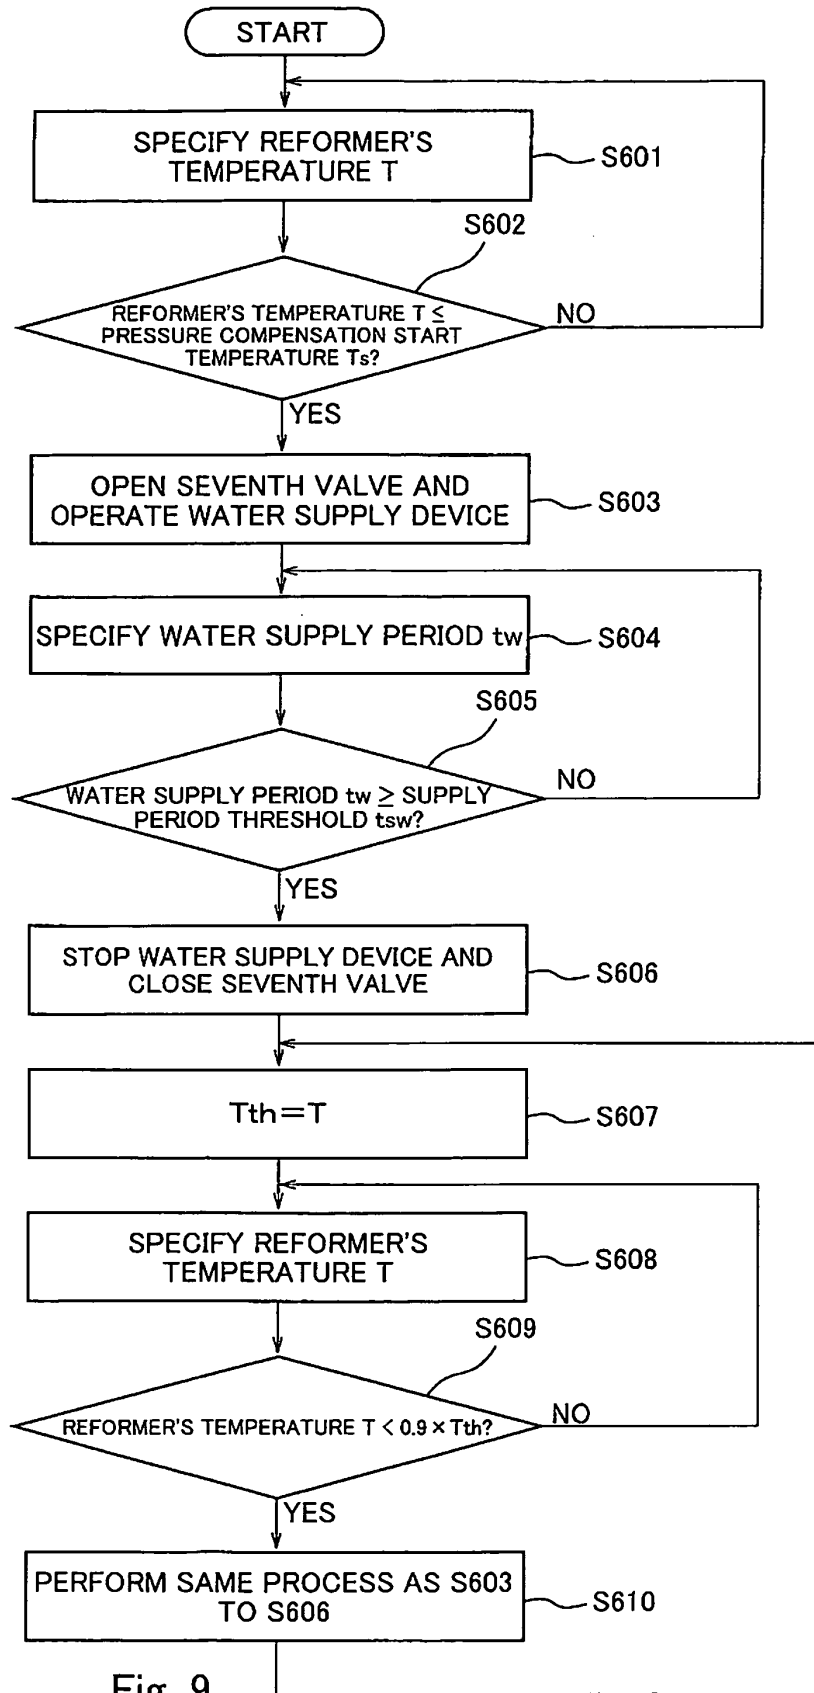 START
SPECIFY REFORMER'S
TEMPERATURE T
S601
S602
REFORMER'S TEMPERATURE T ≤
PRESSURE COMPENSATION START
TEMPERATURE Ts?
NO
YES
OPEN SEVENTH VALVE AND
OPERATE WATER SUPPLY DEVICE
S603
SPECIFY WATER SUPPLY PERIOD tw
S604
S605
WATER SUPPLY PERIOD tw ≥ SUPPLY
PERIOD THRESHOLD tsw?
NO
YES
STOP WATER SUPPLY DEVICE AND
CLOSE SEVENTH VALVE
S606
Tth=T
S607
SPECIFY REFORMER'S
TEMPERATURE T
S608
S609
REFORMER'S TEMPERATURE T < 0.9 × Tth?
NO
YES
PERFORM SAME PROCESS AS S603
TO S606
S610
Fig. 9